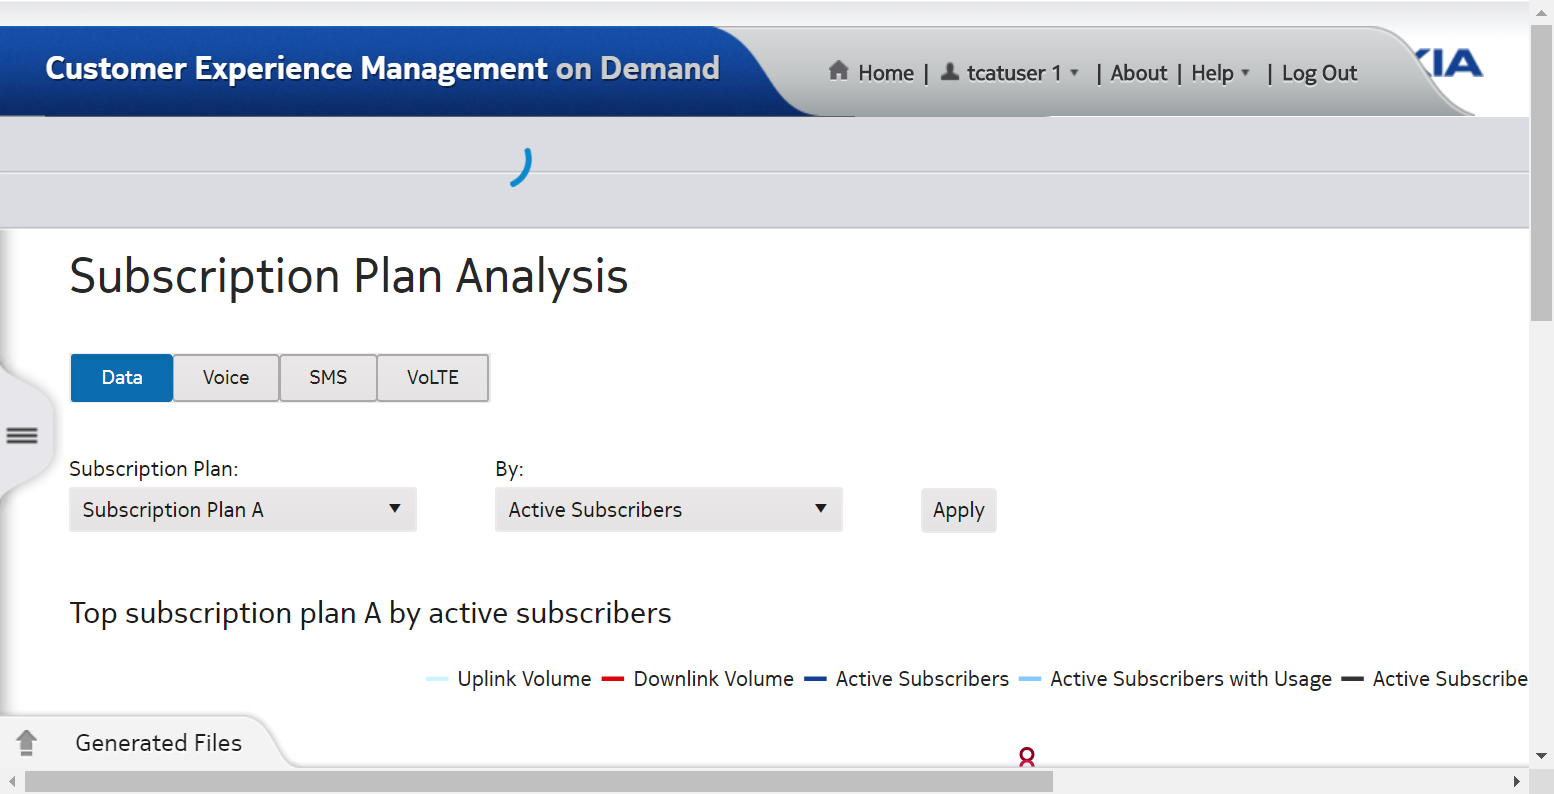 Customer Experience Management on Demand
Home | tcatuser 1 | About | Help | Log Out
Subscription Plan Analysis
Data Voice SMS VoLTE
Subscription Plan: By:
Subscription Plan A Active Subscribers Apply
Top subscription plan A by active subscribers
Uplink Volume Downlink Volume Active Subscribers Active Subscribers with Usage Active Subscribe
Generated Files